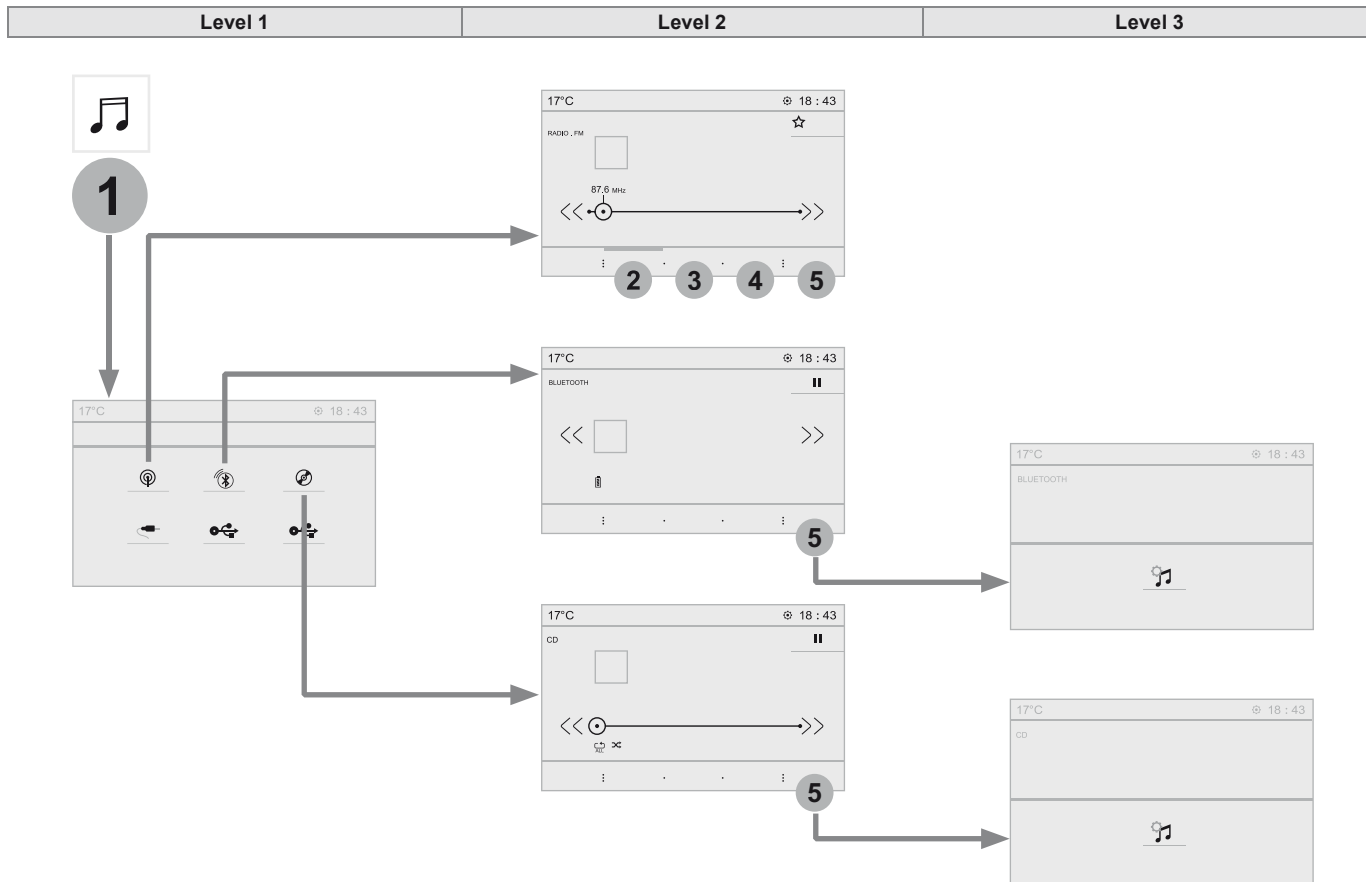 Level 1 Level 2 Level 3
1
17°C 18 : 43
RADIO . FM
87.6 MHz
2 3 4 5
17°C 18 : 43
BLUETOOTH
5
17°C 18 : 43
CD
ALL
5
17°C 18 : 43
17°C 18 : 43
BLUETOOTH
17°C 18 : 43
CD